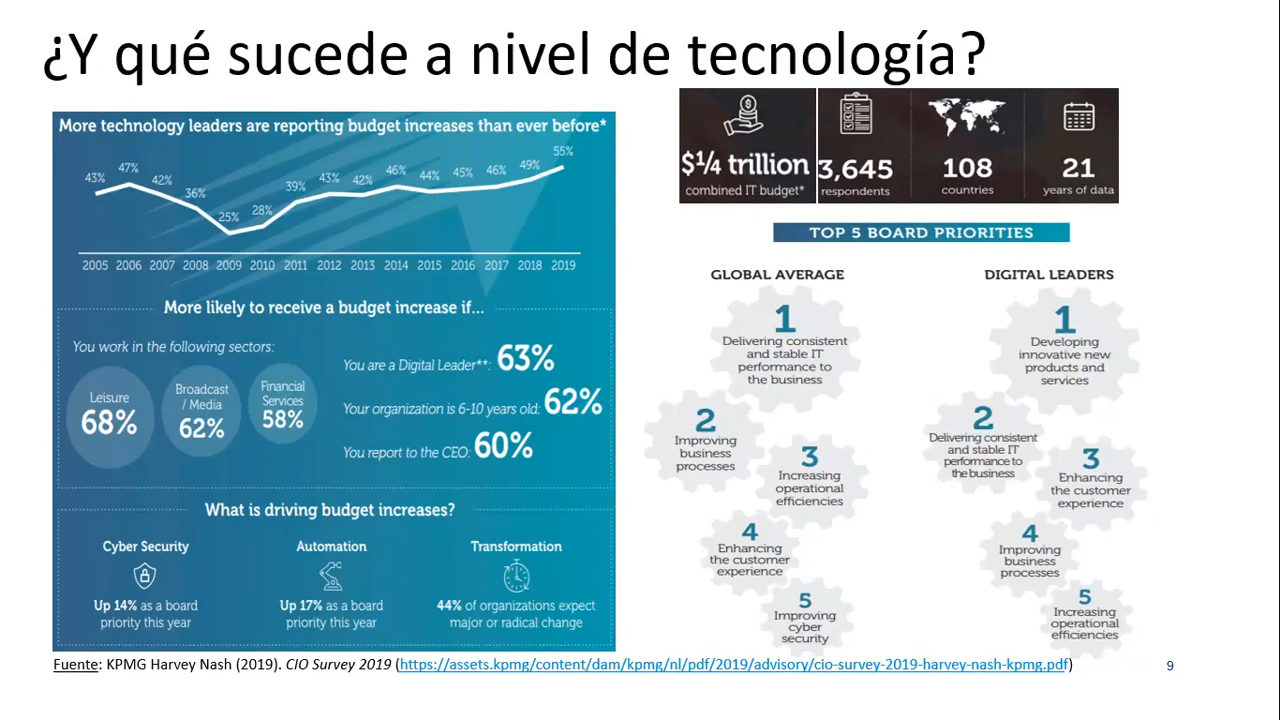 ¿Y qué sucede a nivel de tecnología?
More technology leaders are reporting budget increases than ever before*
43%
47%
42%
36%
25%
28%
39%
43%
42%
46%
44%
45%
46%
49%
55%
2005 2006 2007 2008 2009 2010 2011 2012 2013 2014 2015 2016 2017 2018 2019
More likely to receive a budget increase if...
You work in the following sectors:
Leisure
68%
Broadcast
/ Media
62%
Financial
Services
58%
You are a Digital Leader**: 63%
Your organization is 6-10 years old: 62%
You report to the CEO: 60%
What is driving budget increases?
Cyber Security
Up 14% as a board
priority this year
Automation
Up 17% as a board
priority this year
Transformation
44% of organizations expect
major or radical change
$¼ trillion
combined IT budget*
3,645
respondents
108
countries
21
years of data
TOP 5 BOARD PRIORITIES
GLOBAL AVERAGE
1
Delivering consistent
and stable IT
performance to
the business
2
Improving
business
processes
3
Increasing
operational
efficiencies
4
Enhancing
the customer
experience
5
Improving
cyber
security
DIGITAL LEADERS
1
Developing
innovative new
products and
services
2
Delivering consistent
and stable IT
performance to
the business
3
Enhancing
the customer
experience
4
Improving
business
processes
5
Increasing
operational
efficiencies
Fuente: KPMG Harvey Nash (2019). CIO Survey 2019 (https://assets.kpmg/content/dam/kpmg/nl/pdf/2019/advisory/cio-survey-2019-harvey-nash-kpmg.pdf)
9